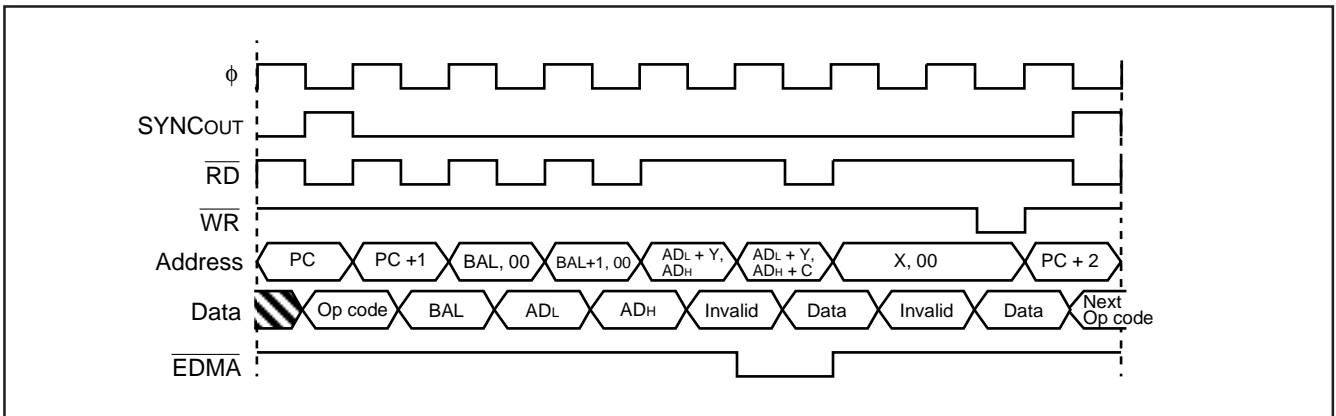 ϕ
SYNCOUT
RD
WR
Address
PC
PC +1
BAL, 00
BAL+1, 00
ADL + Y,
ADH
ADL + Y,
ADH + C
X, 00
PC + 2
Data
Op code
BAL
ADL
ADH
Invalid
Data
Invalid
Data
Next
Op code
EDMA